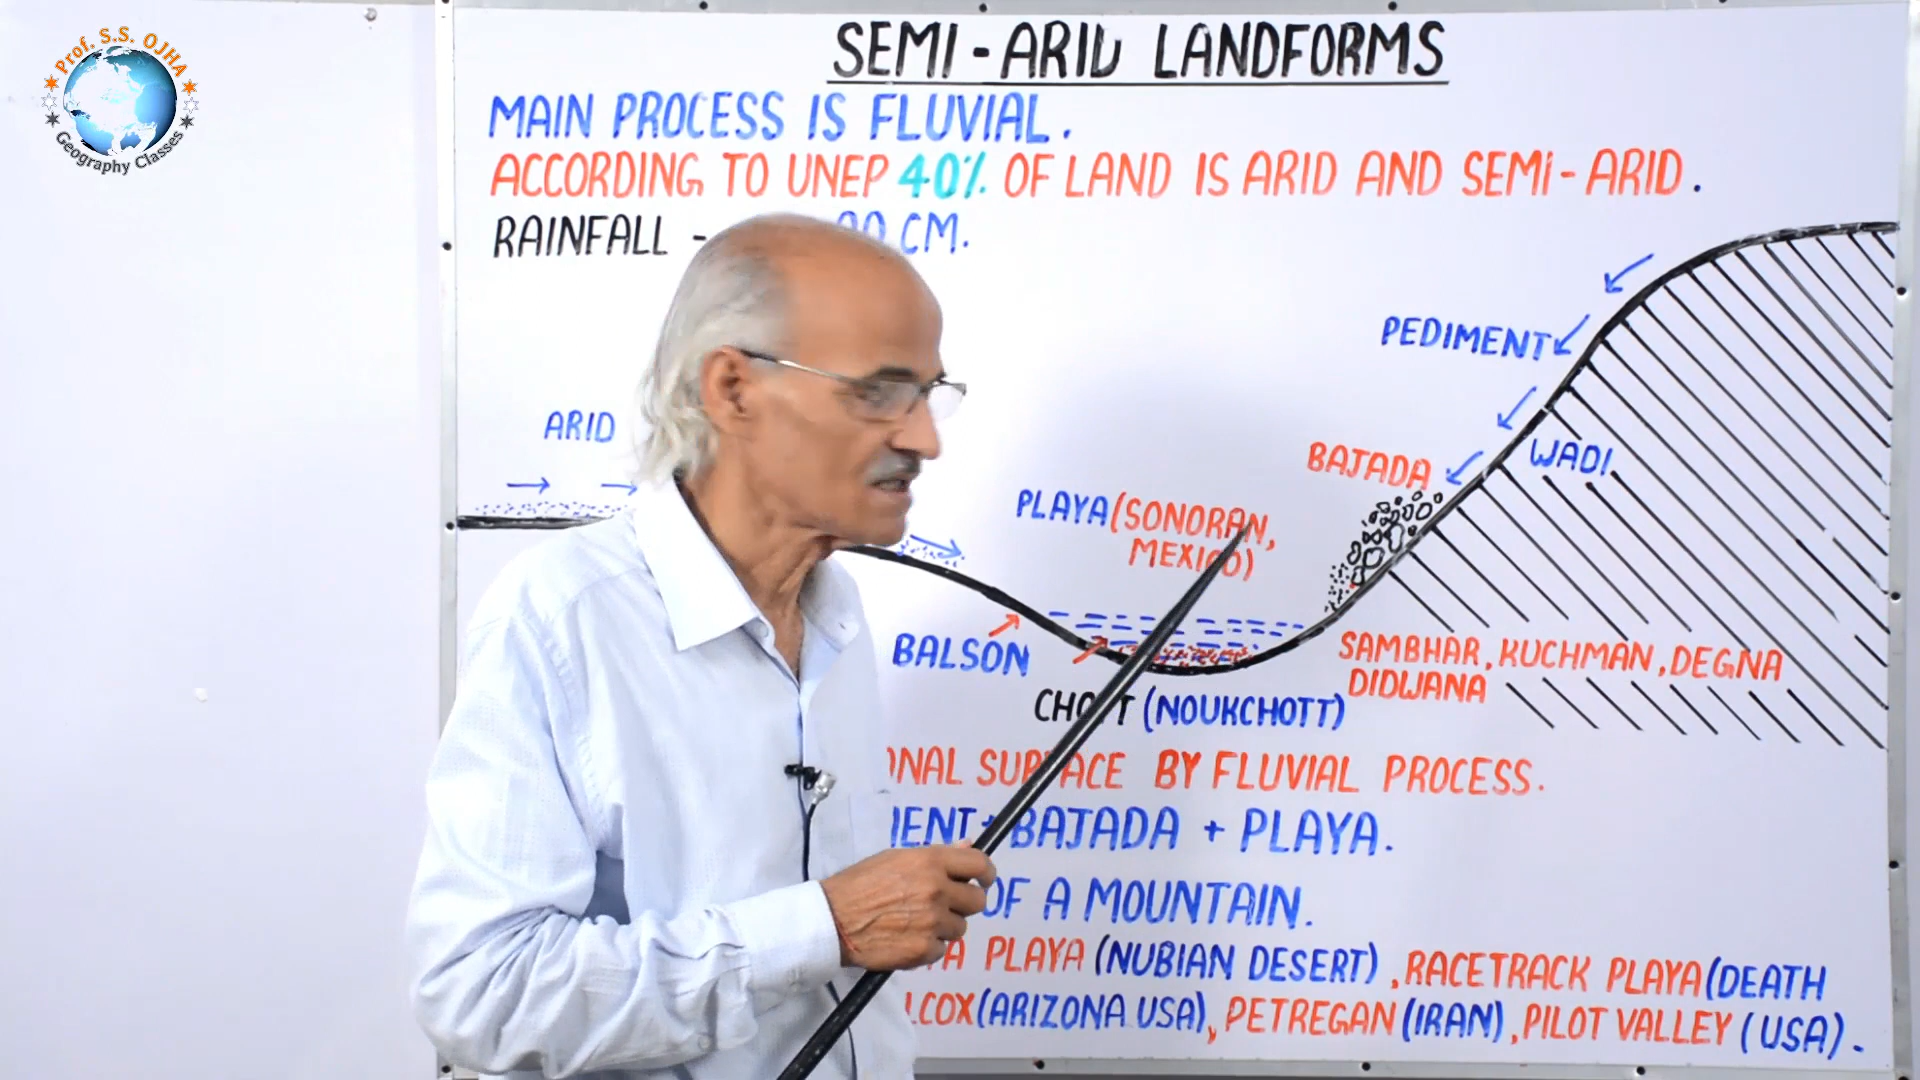 Prof. S.S. OJHA
Geography Classes
SEMI-ARID LANDFORMS
MAIN PROCESS IS FLUVIAL.
ACCORDING TO UNEP 40% OF LAND IS ARID AND SEMI-ARID.
RAINFALL - CM.
PEDIMENT
ARID
BAJADA
WADI
PLAYA (SONORAN,
MEXICO)
BALSON
SAMBHAR, KUCHMAN, DEGNA
DIDWANA
CHOTT (NOUKCHOTT)
SURFACE BY FLUVIAL PROCESS.
+ BAJADA + PLAYA.
OF A MOUNTAIN.
PLAYA (NUBIAN DESERT), RACETRACK PLAYA (DEATH
(ARIZONA USA), PETREGAN (IRAN), PILOT VALLEY (USA).